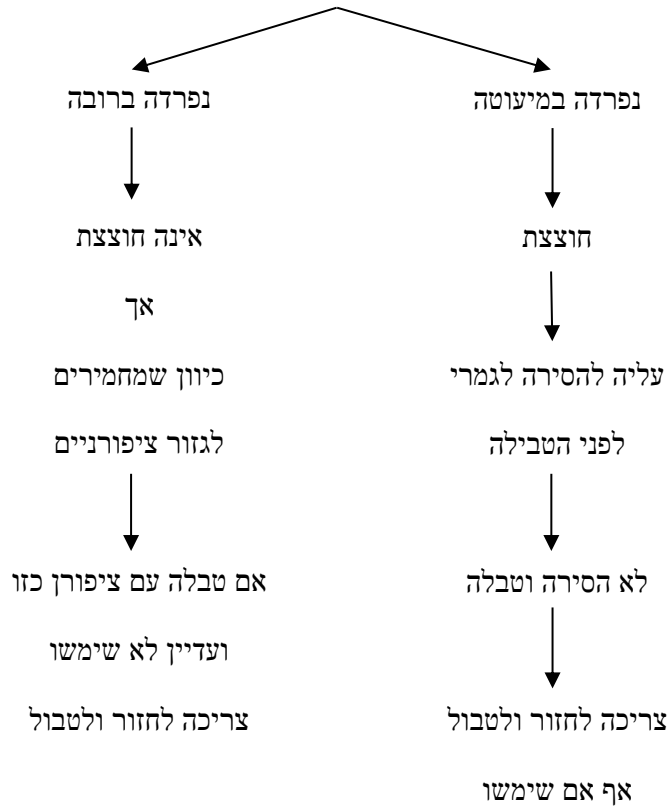 נפרדה במיעוטה
חוצצת
עליה להסירה לגמרי
לפני הטבילה
לא הסירה וטבלה
צריכה לחזור ולטבול
אף אם שימשו
נפרדה ברובה
אינה חוצצת
אך
כיוון שמחמירים
לגזור ציפורניים
אם טבלה עם ציפורן כזו
ועדיין לא שימשו
צריכה לחזור ולטבול